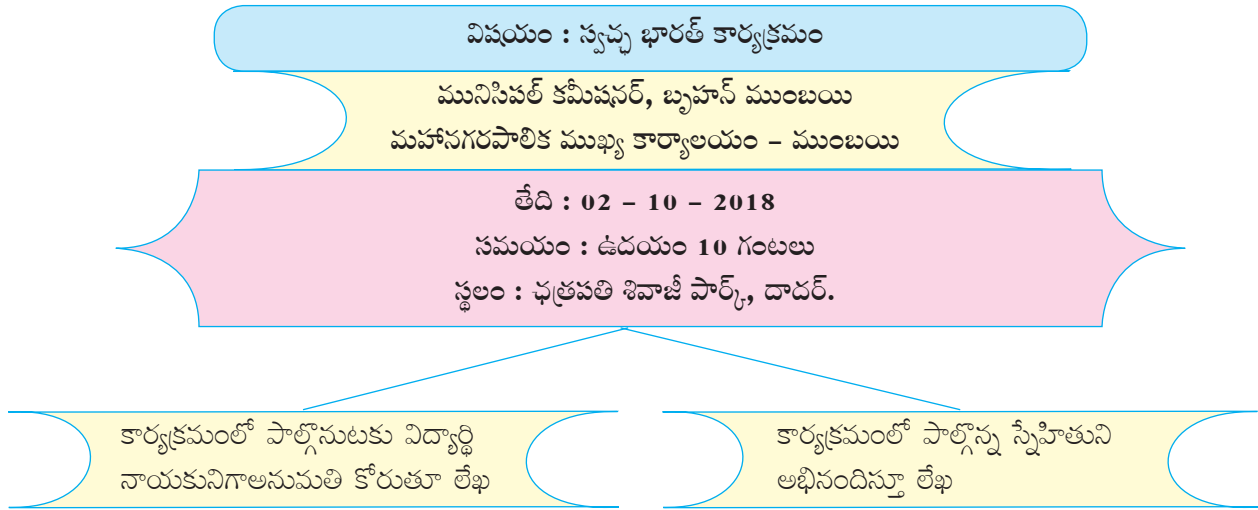 విషయం : స్వచ్ఛ భారత్ కార్యక్రమం
మునిసిపల్ కమీషనర్, బృహన్ ముంబయి
మహానగరపాలిక ముఖ్య కార్యాలయం – ముంబయి
తేది : 02 – 10 – 2018
సమయం : ఉదయం 10 గంటలు
స్థలం : ఛత్రపతి శివాజీ పార్క్, దాదర్.
కార్యక్రమంలో పాల్గొనుటకు విద్యార్థి
నాయకునిగాఅనుమతి కోరుతూ లేఖ
కార్యక్రమంలో పాల్గొన్న స్నేహితుని
అభినందిస్తూ లేఖ